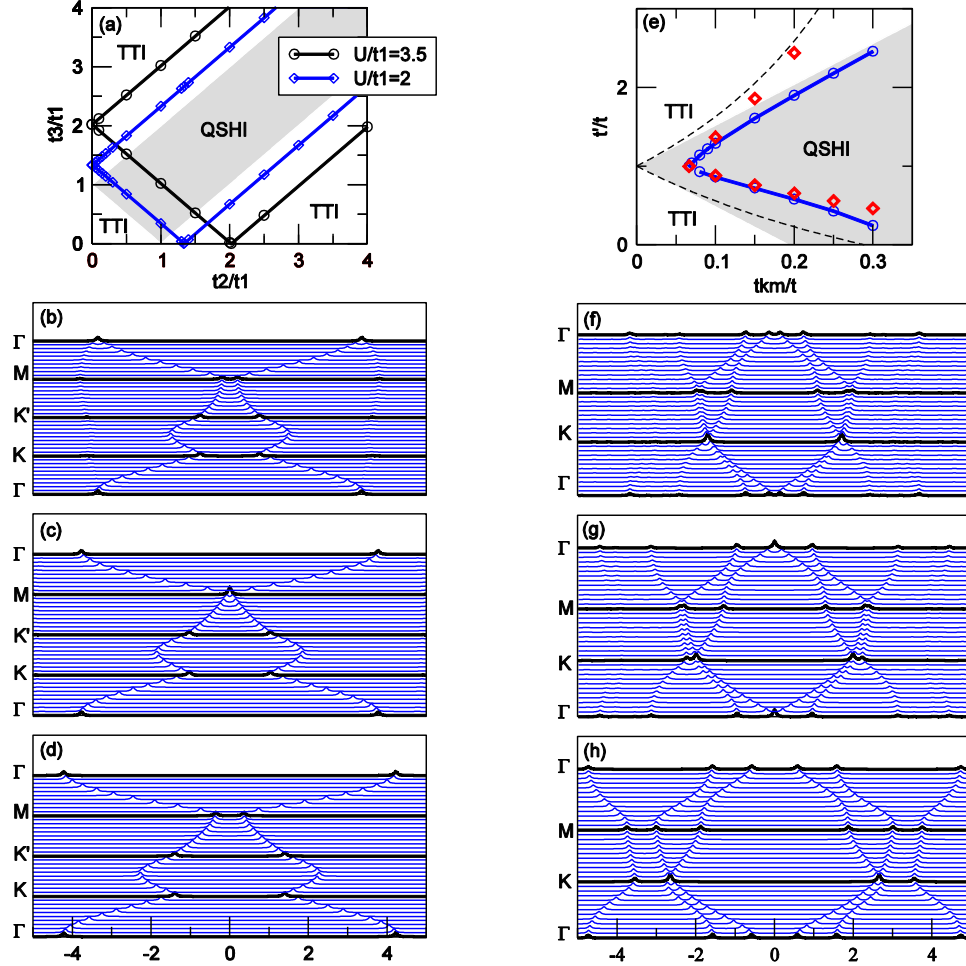 (a)
4
3
2
1
0
t3/t1
TTI
QSHI
TTI
TTI
U/t1=3.5
U/t1=2
0 1 2 3 4
t2/t1
(e)
2
0
t'/t
TTI
QSHI
TTI
0 0.1 0.2 0.3
tkm/t
(b)
Γ
M
K'
K
Γ
(c)
Γ
M
K'
K
Γ
(d)
Γ
M
K'
K
Γ
-4 -2 0 2 4
(f)
Γ
M
K
Γ
(g)
Γ
M
K
Γ
(h)
Γ
M
K
Γ
-4 -2 0 2 4